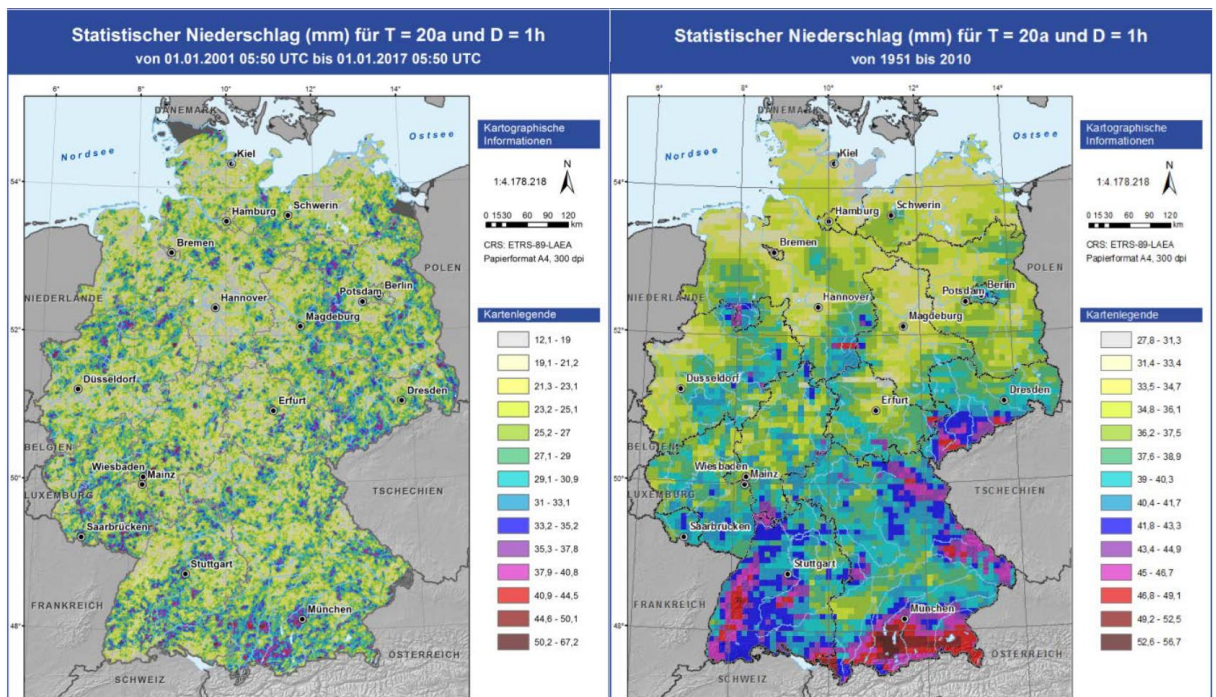 Statistischer Niederschlag (mm) für T = 20a und D = 1h
von 01.01.2001 05:50 UTC bis 01.01.2017 05:50 UTC
6°
8°
10°
12°
14°
DÄNEMARK
Ostsee
Nordsee
Kiel
54°
Schwerin
Hamburg
Bremen
POLEN
NIEDERLANDE
Hannover
Berlin
Potsdam
52°
Magdeburg
Düsseldorf
Erfurt
Dresden
BELGIEN
Wiesbaden
50°
Mainz
LUXEMBURG
TSCHECHIEN
Saarbrücken
Stuttgart
FRANKREICH
48°
München
ÖSTERREICH
SCHWEIZ
Kartographische
Informationen
N
1:4.178.218
0 15 30 60 90 120
km
CRS: ETRS-89-LAEA
Papierformat A4, 300 dpi
Kartenlegende
12,1 - 19
19,1 - 21,2
21,3 - 23,1
23,2 - 25,1
25,2 - 27
27,1 - 29
29,1 - 30,9
31 - 33,1
33,2 - 35,2
35,3 - 37,8
37,9 - 40,8
40,9 - 44,5
44,6 - 50,1
50,2 - 67,2
Statistischer Niederschlag (mm) für T = 20a und D = 1h
von 1951 bis 2010
6°
8°
10°
12°
14°
DÄNEMARK
Ostsee
Nordsee
Kiel
54°
Schwerin
Hamburg
Bremen
POLEN
NIEDERLANDE
Hannover
Berlin
Potsdam
52°
Magdeburg
Düsseldorf
Erfurt
Dresden
BELGIEN
Wiesbaden
50°
Mainz
LUXEMBURG
TSCHECHIEN
Saarbrücken
Stuttgart
FRANKREICH
48°
München
ÖSTERREICH
SCHWEIZ
Kartographische
Informationen
N
1:4.178.218
0 15 30 60 90 120
km
CRS: ETRS-89-LAEA
Papierformat A4, 300 dpi
Kartenlegende
27,8 - 31,3
31,4 - 33,4
33,5 - 34,7
34,8 - 36,1
36,2 - 37,5
37,6 - 38,9
39 - 40,3
40,4 - 41,7
41,8 - 43,3
43,4 - 44,9
45 - 46,7
46,8 - 49,1
49,2 - 52,5
52,6 - 56,7